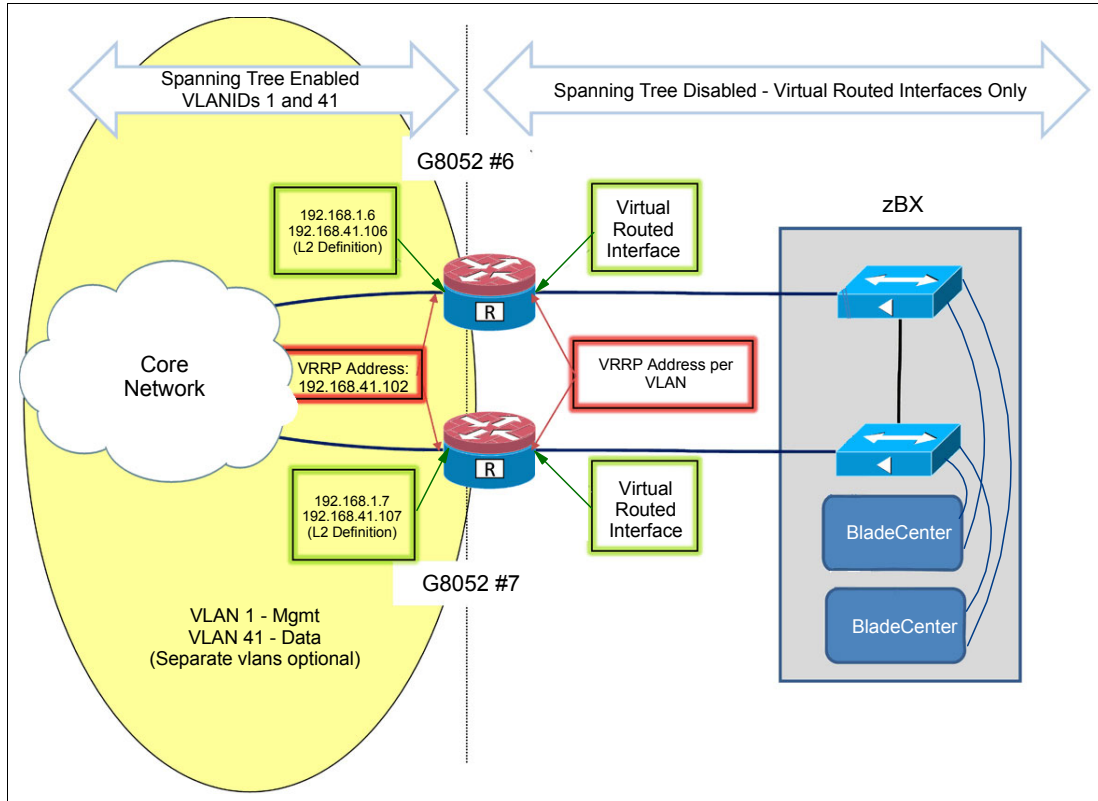 Spanning Tree Enabled
VLANIDs 1 and 41
Spanning Tree Disabled - Virtual Routed Interfaces Only
G8052 #6
192.168.1.6
192.168.41.106
(L2 Definition)
Virtual
Routed
Interface
zBX
R
Core
Network
VRRP Address:
192.168.41.102
VRRP Address per
VLAN
R
192.168.1.7
192.168.41.107
(L2 Definition)
Virtual
Routed
Interface
BladeCenter
G8052 #7
VLAN 1 - Mgmt
VLAN 41 - Data
(Separate vlans optional)
BladeCenter